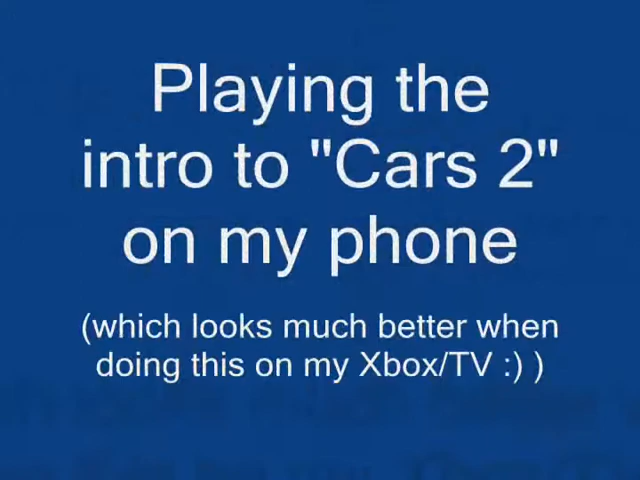 Playing the
intro to "Cars 2"
on my phone
(which looks much better when
doing this on my Xbox/TV :) )